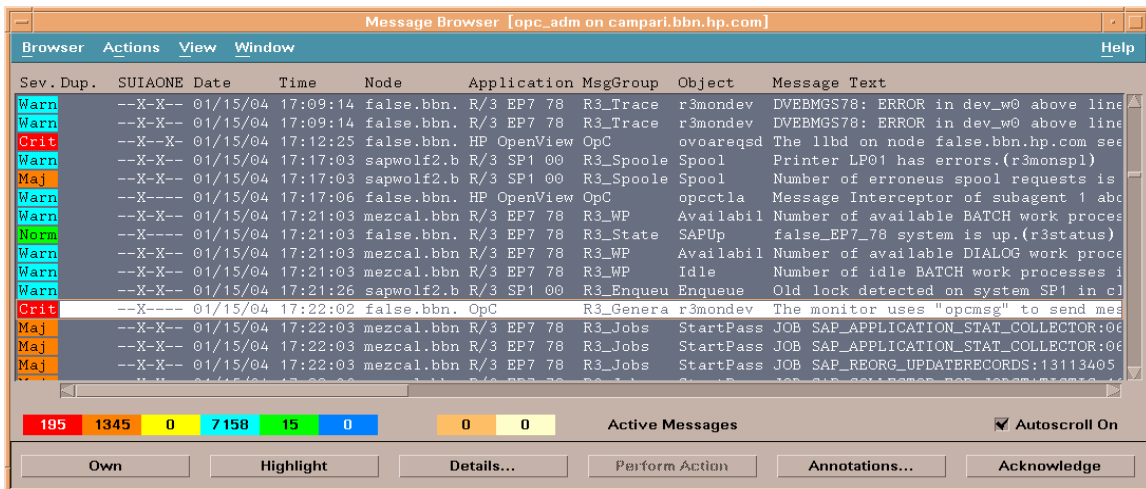 Message Browser [opc_adm on campari.bbn.hp.com]
Browser Actions View Window Help
Sev. Dup. SUIAONE Date Time Node Application MsgGroup Object Message Text
Warn --X-X-- 01/15/04 17:09:14 false.bbn. R/3 EP7 78 R3_Trace r3mondev DVEBMGS78: ERROR in dev_w0 above line
Warn --X-X-- 01/15/04 17:09:14 false.bbn. R/3 EP7 78 R3_Trace r3mondev DVEBMGS78: ERROR in dev_w0 above line
Crit --X--X- 01/15/04 17:12:25 false.bbn. HP OpenView OpC ovoareqsd The llbd on node false.bbn.hp.com see
Warn --X-X-- 01/15/04 17:17:03 sapwolf2.b R/3 SP1 00 R3_Spoole Spool Printer LP01 has errors.(r3monspl)
Maj --X-X-- 01/15/04 17:17:03 sapwolf2.b R/3 SP1 00 R3_Spoole Spool Number of erroneus spool requests is
Warn --X---- 01/15/04 17:17:06 false.bbn. HP OpenView OpC opcctla Message Interceptor of subagent 1 abo
Warn --X-X-- 01/15/04 17:21:03 mezcal.bbn R/3 EP7 78 R3_WP Availabil Number of available BATCH work proces
Norm --X---- 01/15/04 17:21:03 false.bbn. R/3 EP7 78 R3_State SAPUp false_EP7_78 system is up.(r3status)
Warn --X-X-- 01/15/04 17:21:03 mezcal.bbn R/3 EP7 78 R3_WP Availabil Number of available DIALOG work proce
Warn --X-X-- 01/15/04 17:21:03 mezcal.bbn R/3 EP7 78 R3_WP Idle Number of idle BATCH work processes i
Warn --X-X-- 01/15/04 17:21:26 sapwolf2.b R/3 SP1 00 R3_Enqueu Enqueue Old lock detected on system SP1 in cl
Crit --X-X-- 01/15/04 17:22:02 false.bbn. OpC R3_Genera r3mondev The monitor uses "opcmsg" to send mes
Maj --X-X-- 01/15/04 17:22:03 mezcal.bbn R/3 EP7 78 R3_Jobs StartPass JOB SAP_APPLICATION_STAT_COLLECTOR:06
Maj --X-X-- 01/15/04 17:22:03 mezcal.bbn R/3 EP7 78 R3_Jobs StartPass JOB SAP_APPLICATION_STAT_COLLECTOR:06
Maj --X-X-- 01/15/04 17:22:03 mezcal.bbn R/3 EP7 78 R3_Jobs StartPass JOB SAP_REORG_UPDATERECORDS:13113405
195 1345 0 7158 15 0 0 0 Active Messages Autoscroll On
Own Highlight Details... Perform Action Annotations... Acknowledge